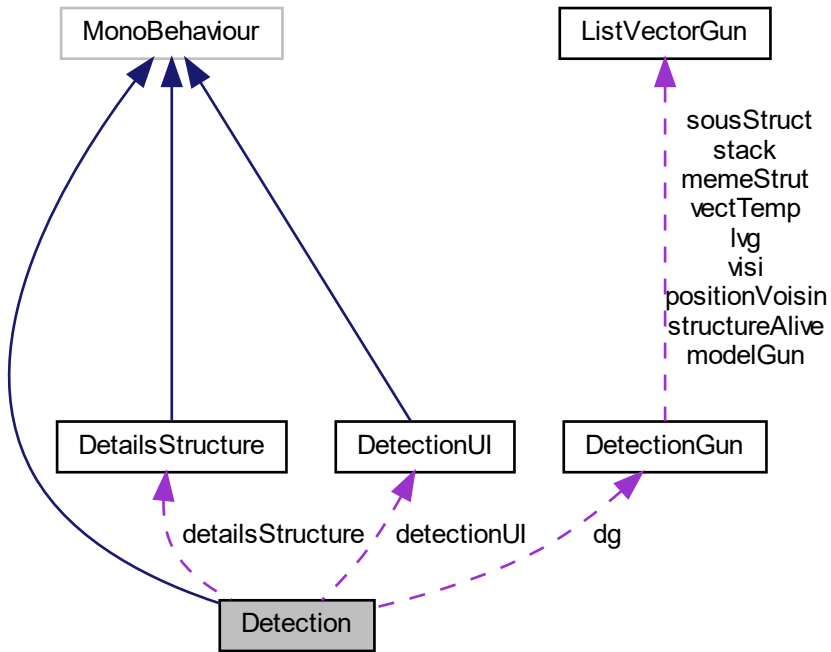 MonoBehaviour
ListVectorGun
sousStruct
stack
memeStrut
vectTemp
lvg
visi
positionVoisin
structureAlive
modelGun
DetailsStructure
DetectionUI
DetectionGun
detailsStructure
detectionUI
dg
Detection